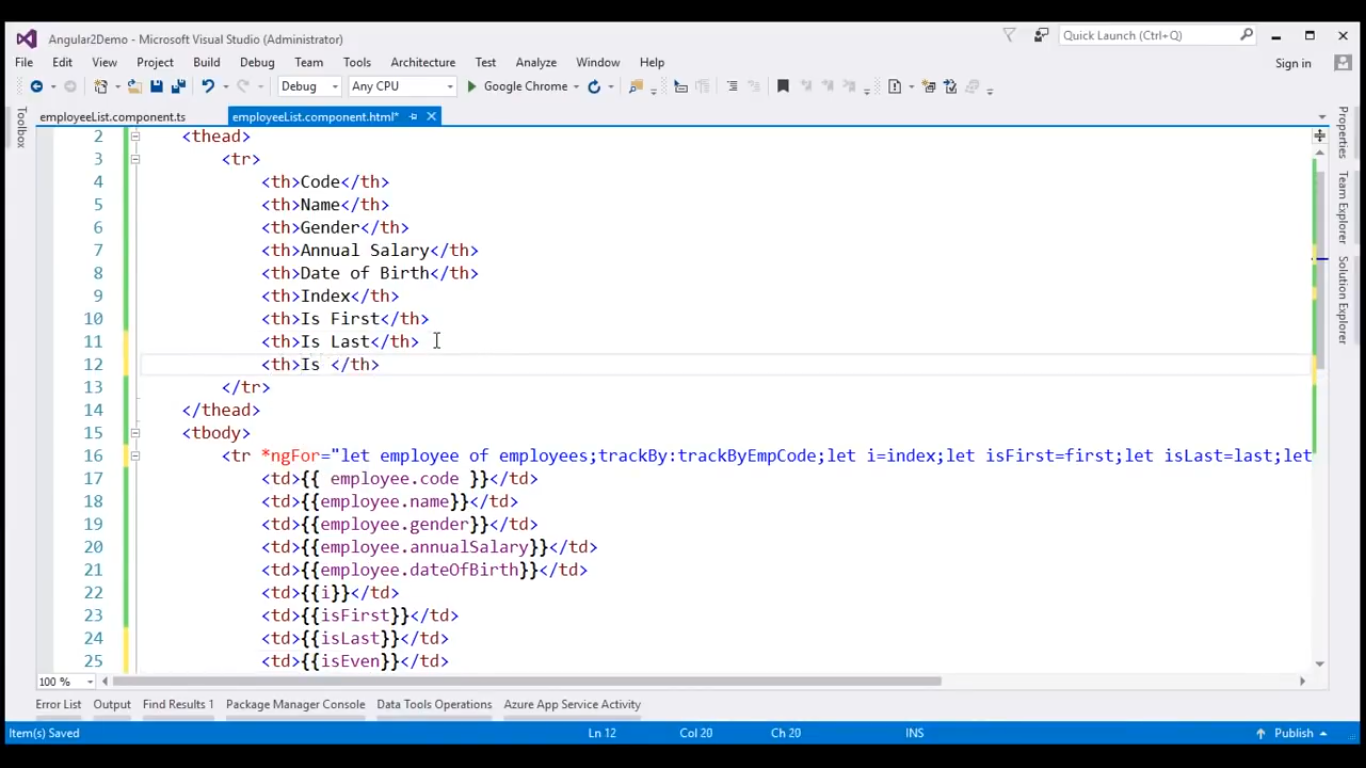 Angular2Demo - Microsoft Visual Studio (Administrator)
Quick Launch (Ctrl+Q)
File Edit View Project Build Debug Team Tools Architecture Test Analyze Window Help
Sign in
Debug Any CPU Google Chrome
employeeList.component.ts employeeList.component.html*
Toolbox
Properties
Team Explorer
Solution Explorer
2 <thead>
3 <tr>
4 <th>Code</th>
5 <th>Name</th>
6 <th>Gender</th>
7 <th>Annual Salary</th>
8 <th>Date of Birth</th>
9 <th>Index</th>
10 <th>Is First</th>
11 <th>Is Last</th>
12 <th>Is </th>
13 </tr>
14 </thead>
15 <tbody>
16 <tr *ngFor="let employee of employees;trackBy:trackByEmpCode;let i=index;let isFirst=first;let isLast=last;let
17 <td>{{ employee.code }}</td>
18 <td>{{employee.name}}</td>
19 <td>{{employee.gender}}</td>
20 <td>{{employee.annualSalary}}</td>
21 <td>{{employee.dateOfBirth}}</td>
22 <td>{{i}}</td>
23 <td>{{isFirst}}</td>
24 <td>{{isLast}}</td>
25 <td>{{isEven}}</td>
100 %
Error List Output Find Results 1 Package Manager Console Data Tools Operations Azure App Service Activity
Item(s) Saved Ln 12 Col 20 Ch 20 INS Publish